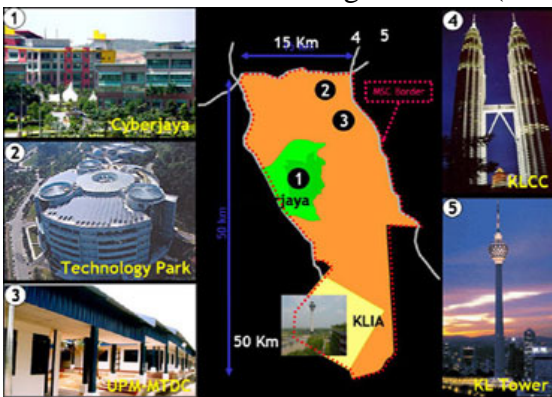 1
Cyberjaya
2
Technology Park
3
UPM-MTDC
15 Km
4 5
2
3
MSC Border
1
rjaya
50 km
KLIA
50 Km
4
KLCC
5
KL Tower